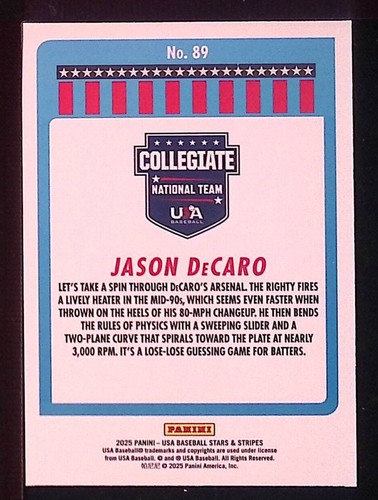 No. 89
COLLEGIATE
NATIONAL TEAM
USA
BASEBALL
JASON DeCARO
LET'S TAKE A SPIN THROUGH DeCARO'S ARSENAL. THE RIGHTY FIRES
A LIVELY HEATER IN THE MID-90s, WHICH SEEMS EVEN FASTER WHEN
THROWN ON THE HEELS OF HIS 80-MPH CHANGEUP. HE THEN BENDS
THE RULES OF PHYSICS WITH A SWEEPING SLIDER AND A
TWO-PLANE CURVE THAT SPIRALS TOWARD THE PLATE AT NEARLY
3,000 RPM. IT'S A LOSE-LOSE GUESSING GAME FOR BATTERS.
PANINI
2025 PANINI – USA BASEBALL STARS & STRIPES
USA Baseball® trademarks and copyrights are used under license
from USA Baseball. © and ® USA Baseball. All Rights Reserved.
帕尼尼 © 2025 Panini America, Inc.